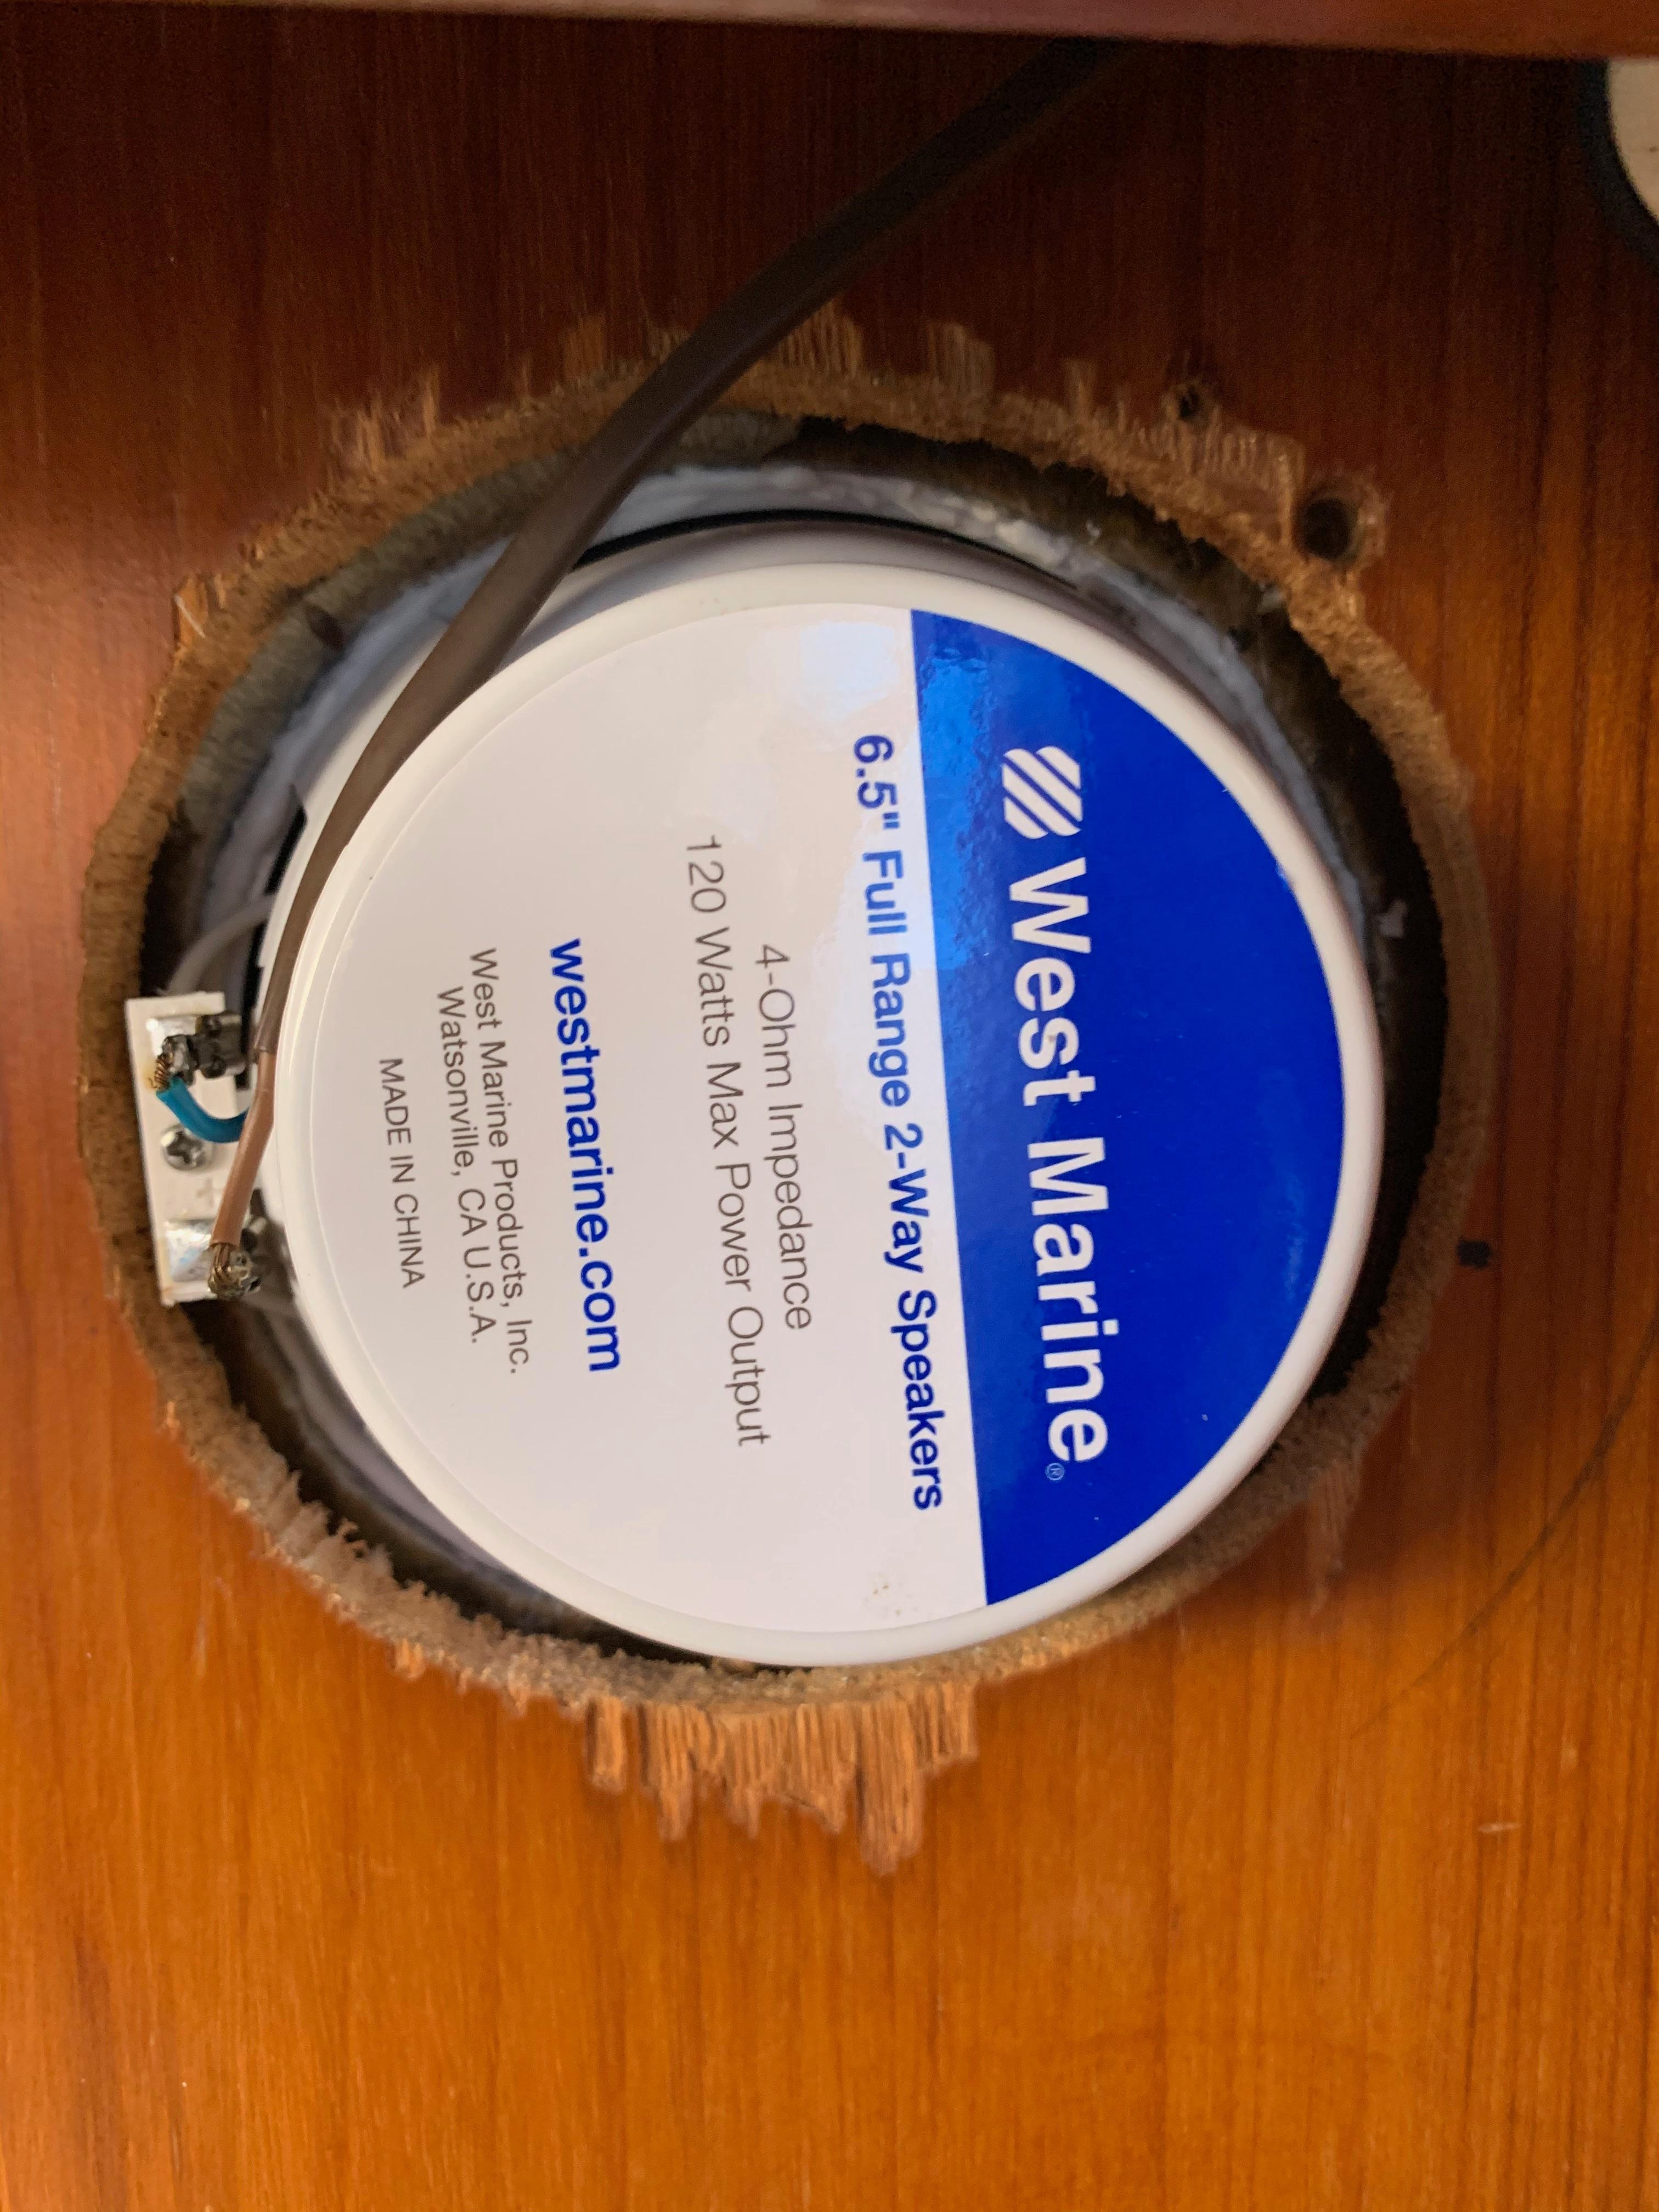 West Marine®
6.5" Full Range 2-Way Speakers
4-Ohm Impedance
120 Watts Max Power Output
westmarine.com
West Marine Products, Inc.
Watsonville, CA U.S.A.
MADE IN CHINA
+